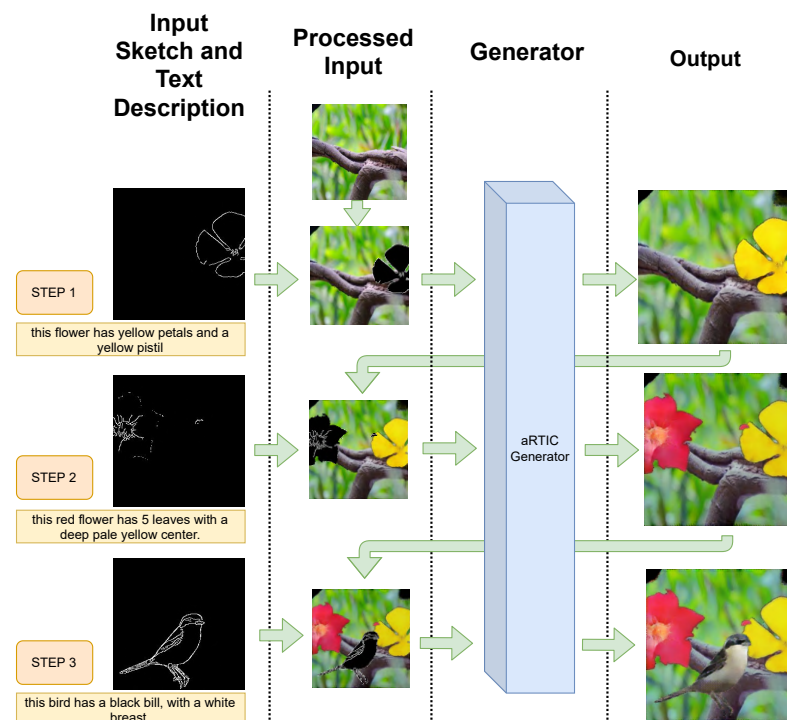 Input
Sketch and
Text
Description
Processed
Input
Generator
Output
STEP 1
this flower has yellow petals and a
yellow pistil
STEP 2
this red flower has 5 leaves with a
deep pale yellow center.
aRTIC
Generator
STEP 3
this bird has a black bill, with a white
breast